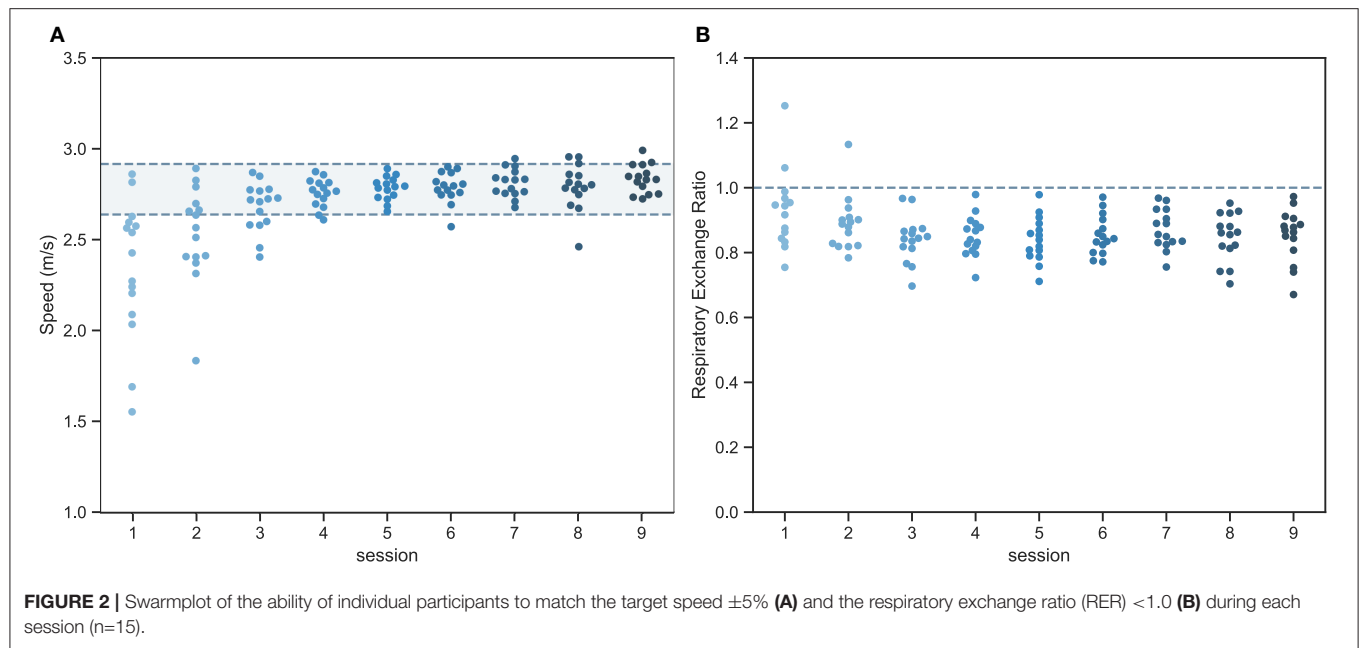 A
3.5
3.0
2.5
2.0
1.5
1.0
Speed (m/s)
1 2 3 4 5 6 7 8 9
session
B
1.4
1.2
1.0
0.8
0.6
0.4
0.2
0.0
Respiratory Exchange Ratio
1 2 3 4 5 6 7 8 9
session
FIGURE 2 | Swarmplot of the ability of individual participants to match the target speed ±5% (A) and the respiratory exchange ratio (RER) <1.0 (B) during each
session (n=15).